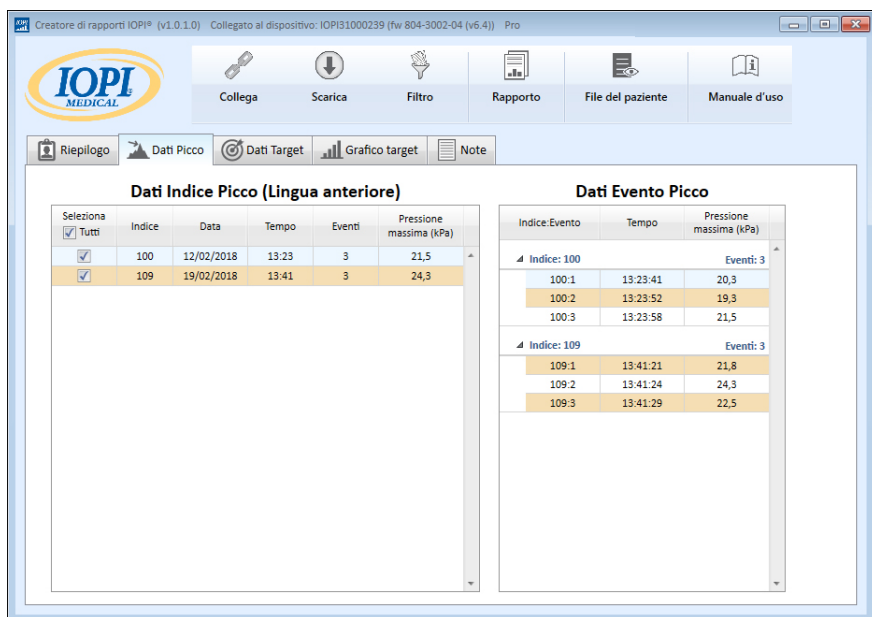 Creatore di rapporti IOPI® (v1.0.1.0) Collegato al dispositivo: IOPI31000239 (fw 804-3002-04 (v6.4)) Pro
IOPI
MEDICAL
Collega Scarica Filtro Rapporto File del paziente Manuale d'uso
Riepilogo Dati Picco Dati Target Grafico target Note
Dati Indice Picco (Lingua anteriore)
Seleziona
Tutti Indice Data Tempo Eventi Pressione
massima (kPa)
100 12/02/2018 13:23 3 21,5
109 19/02/2018 13:41 3 24,3
Dati Evento Picco
Indice:Evento Tempo Pressione
massima (kPa)
Indice: 100 Eventi: 3
100:1 13:23:41 20,3
100:2 13:23:52 19,3
100:3 13:23:58 21,5
Indice: 109 Eventi: 3
109:1 13:41:21 21,8
109:2 13:41:24 24,3
109:3 13:41:29 22,5